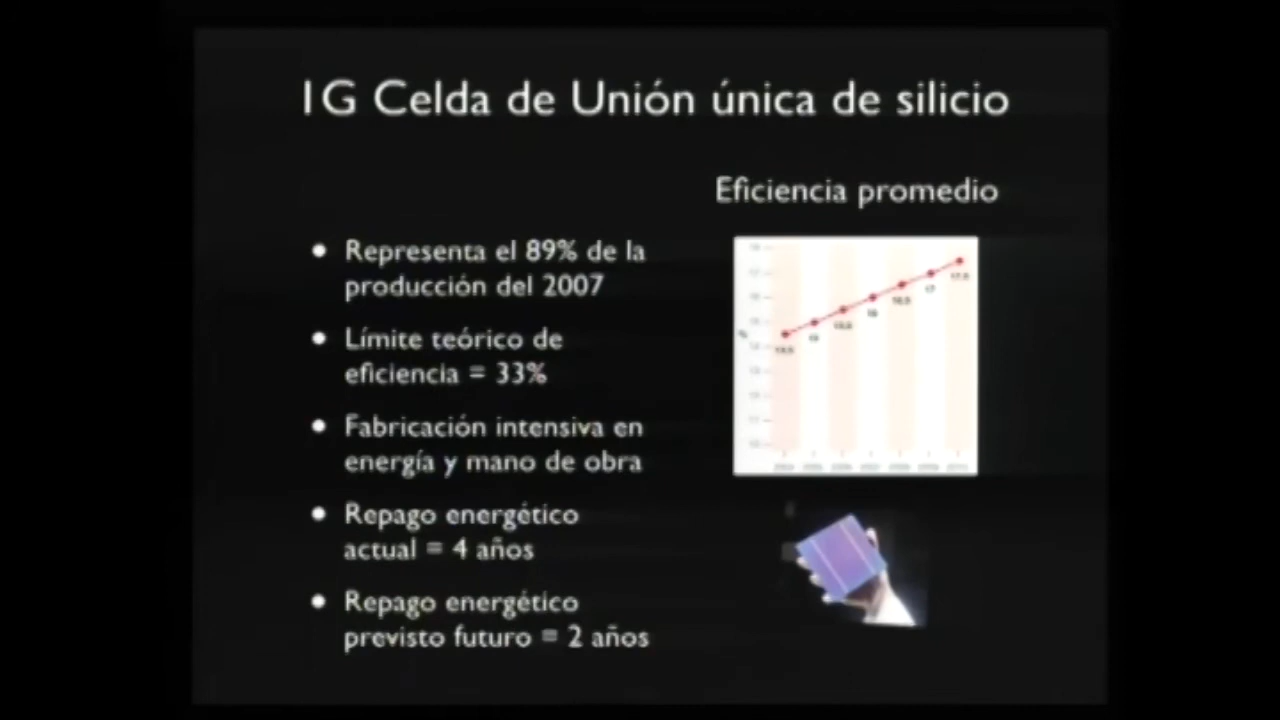 1G Celda de Unión única de silicio
Eficiencia promedio
• Representa el 89% de la
producción del 2007
• Límite teórico de
eficiencia = 33%
• Fabricación intensiva en
energía y mano de obra
• Repago energético
actual = 4 años
• Repago energético
previsto futuro = 2 años
17